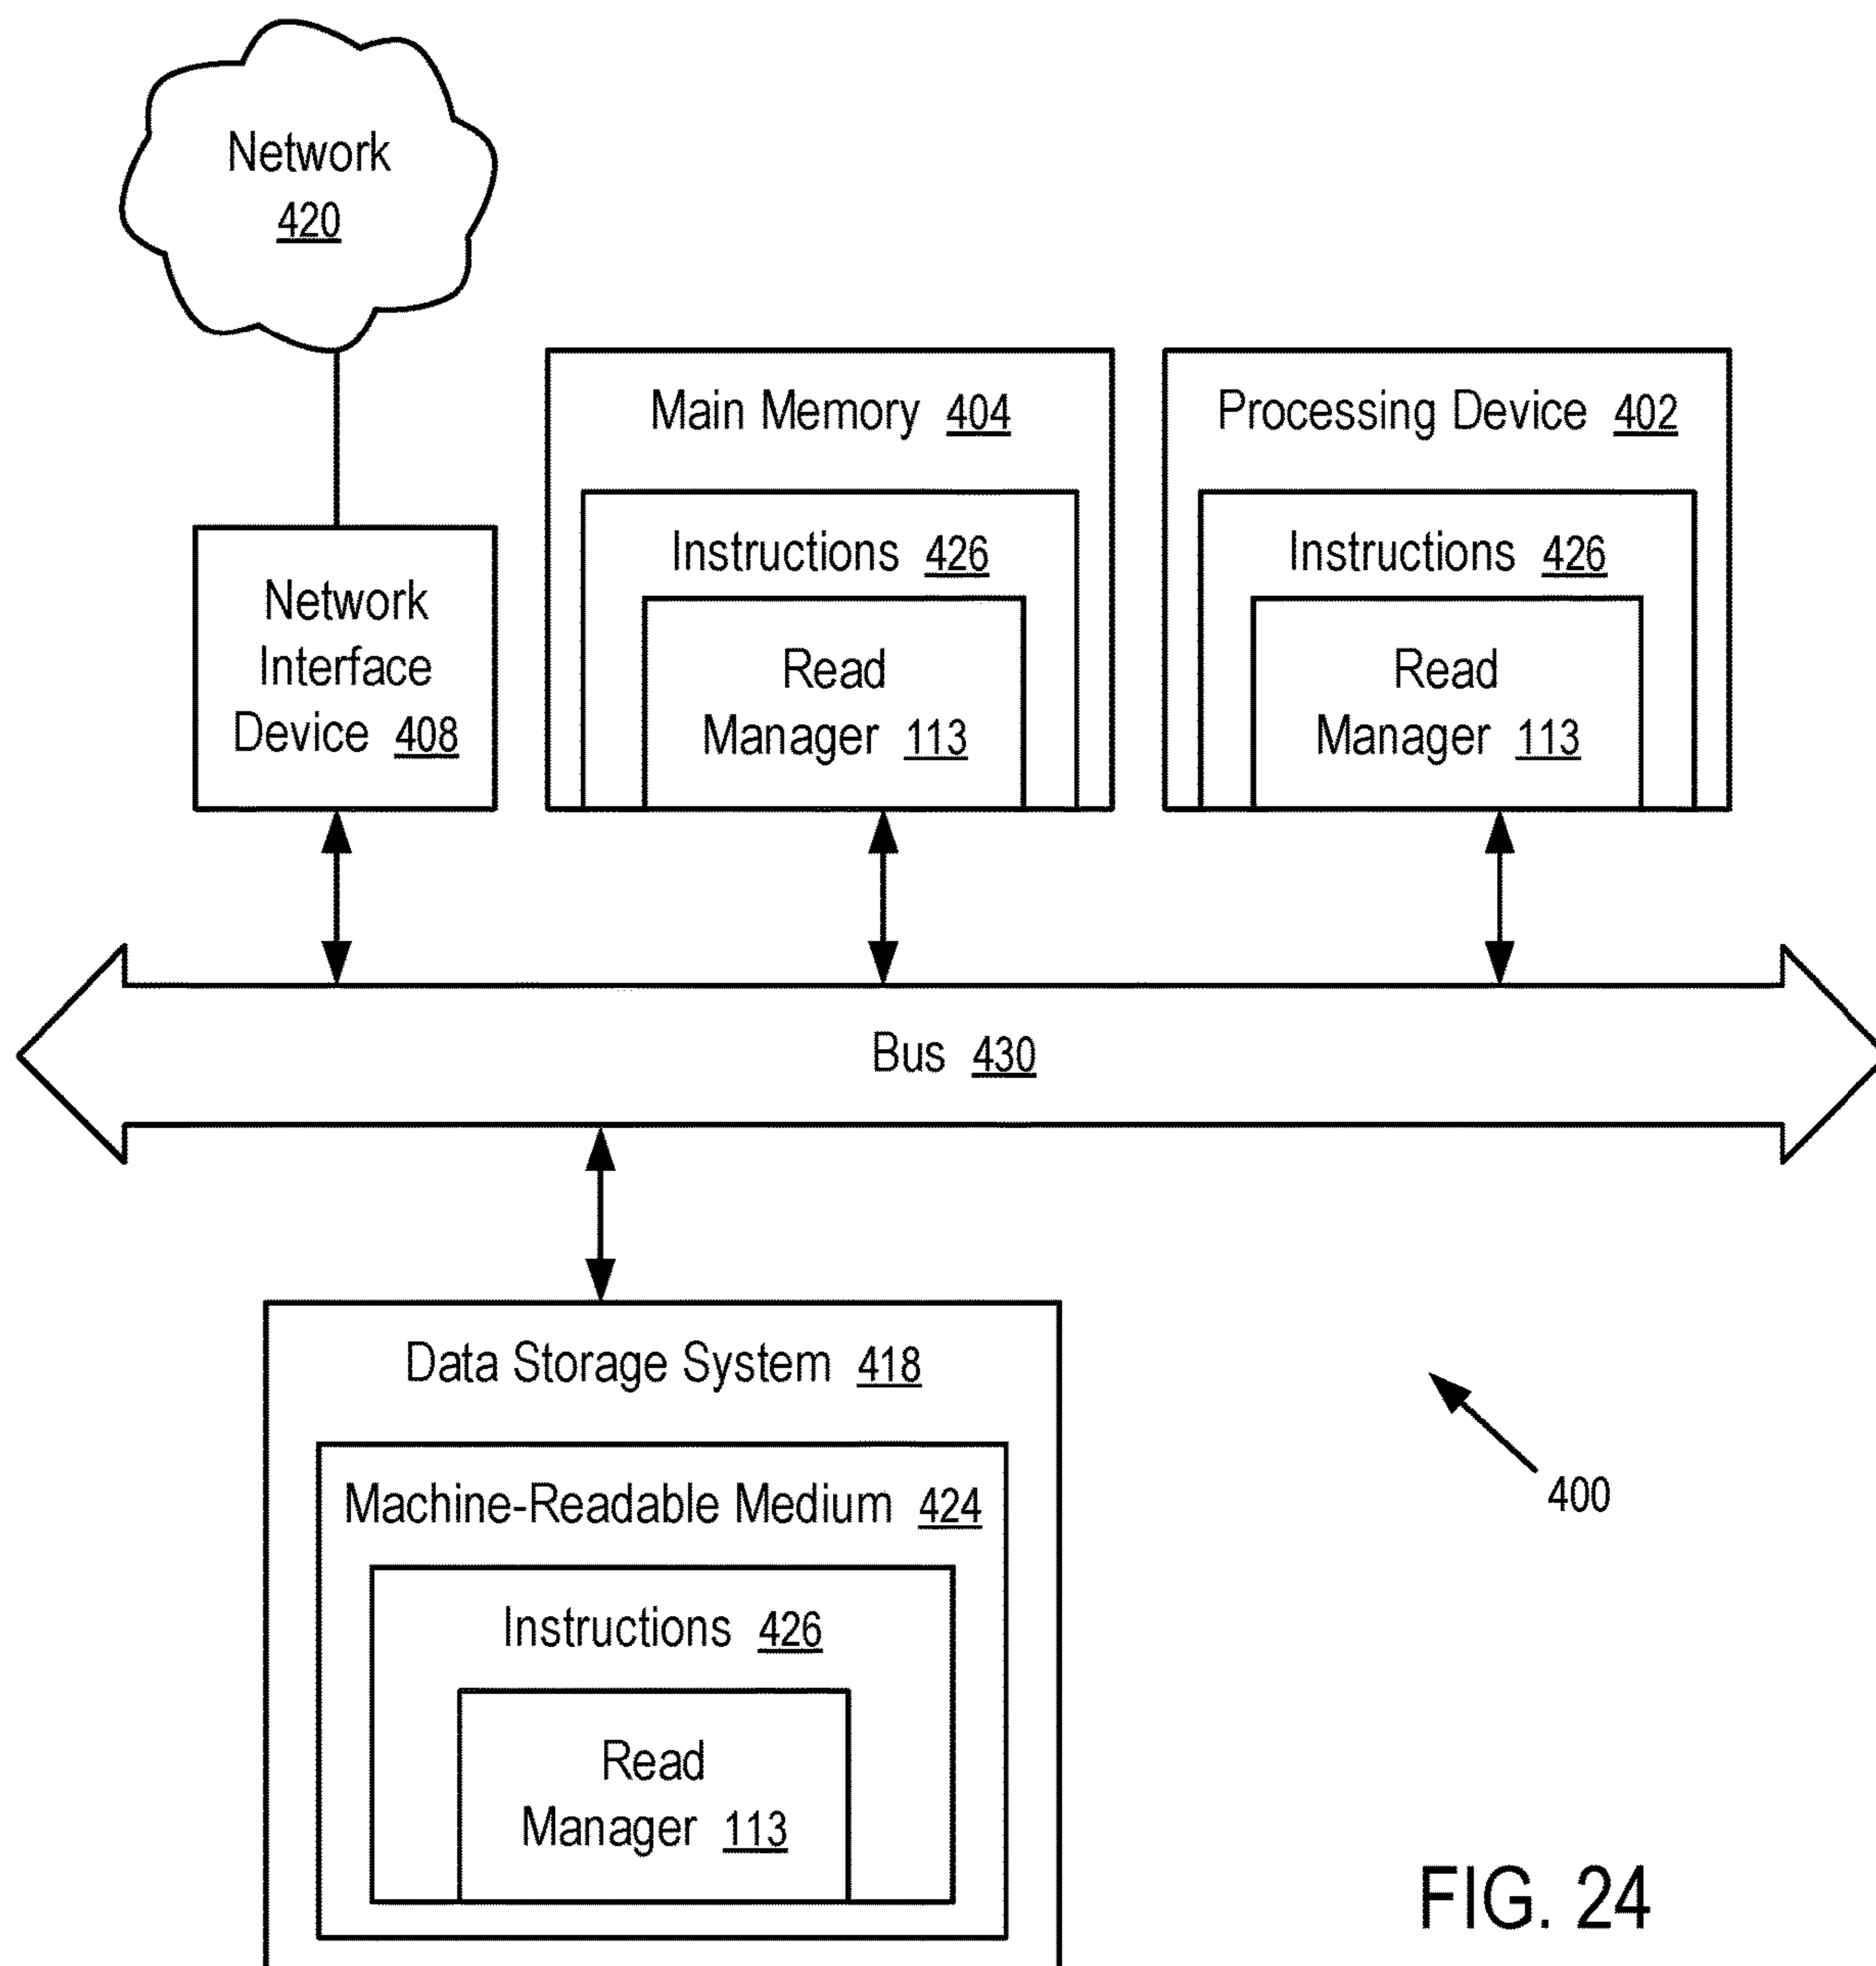 Network
420
Main Memory 404
Processing Device 402
Instructions 426
Instructions 426
Network
Interface
Device 408
Read
Manager 113
Read
Manager 113
Bus 430
Data Storage System 418
Machine-Readable Medium 424
400
Instructions 426
Read
Manager 113
FIG. 24